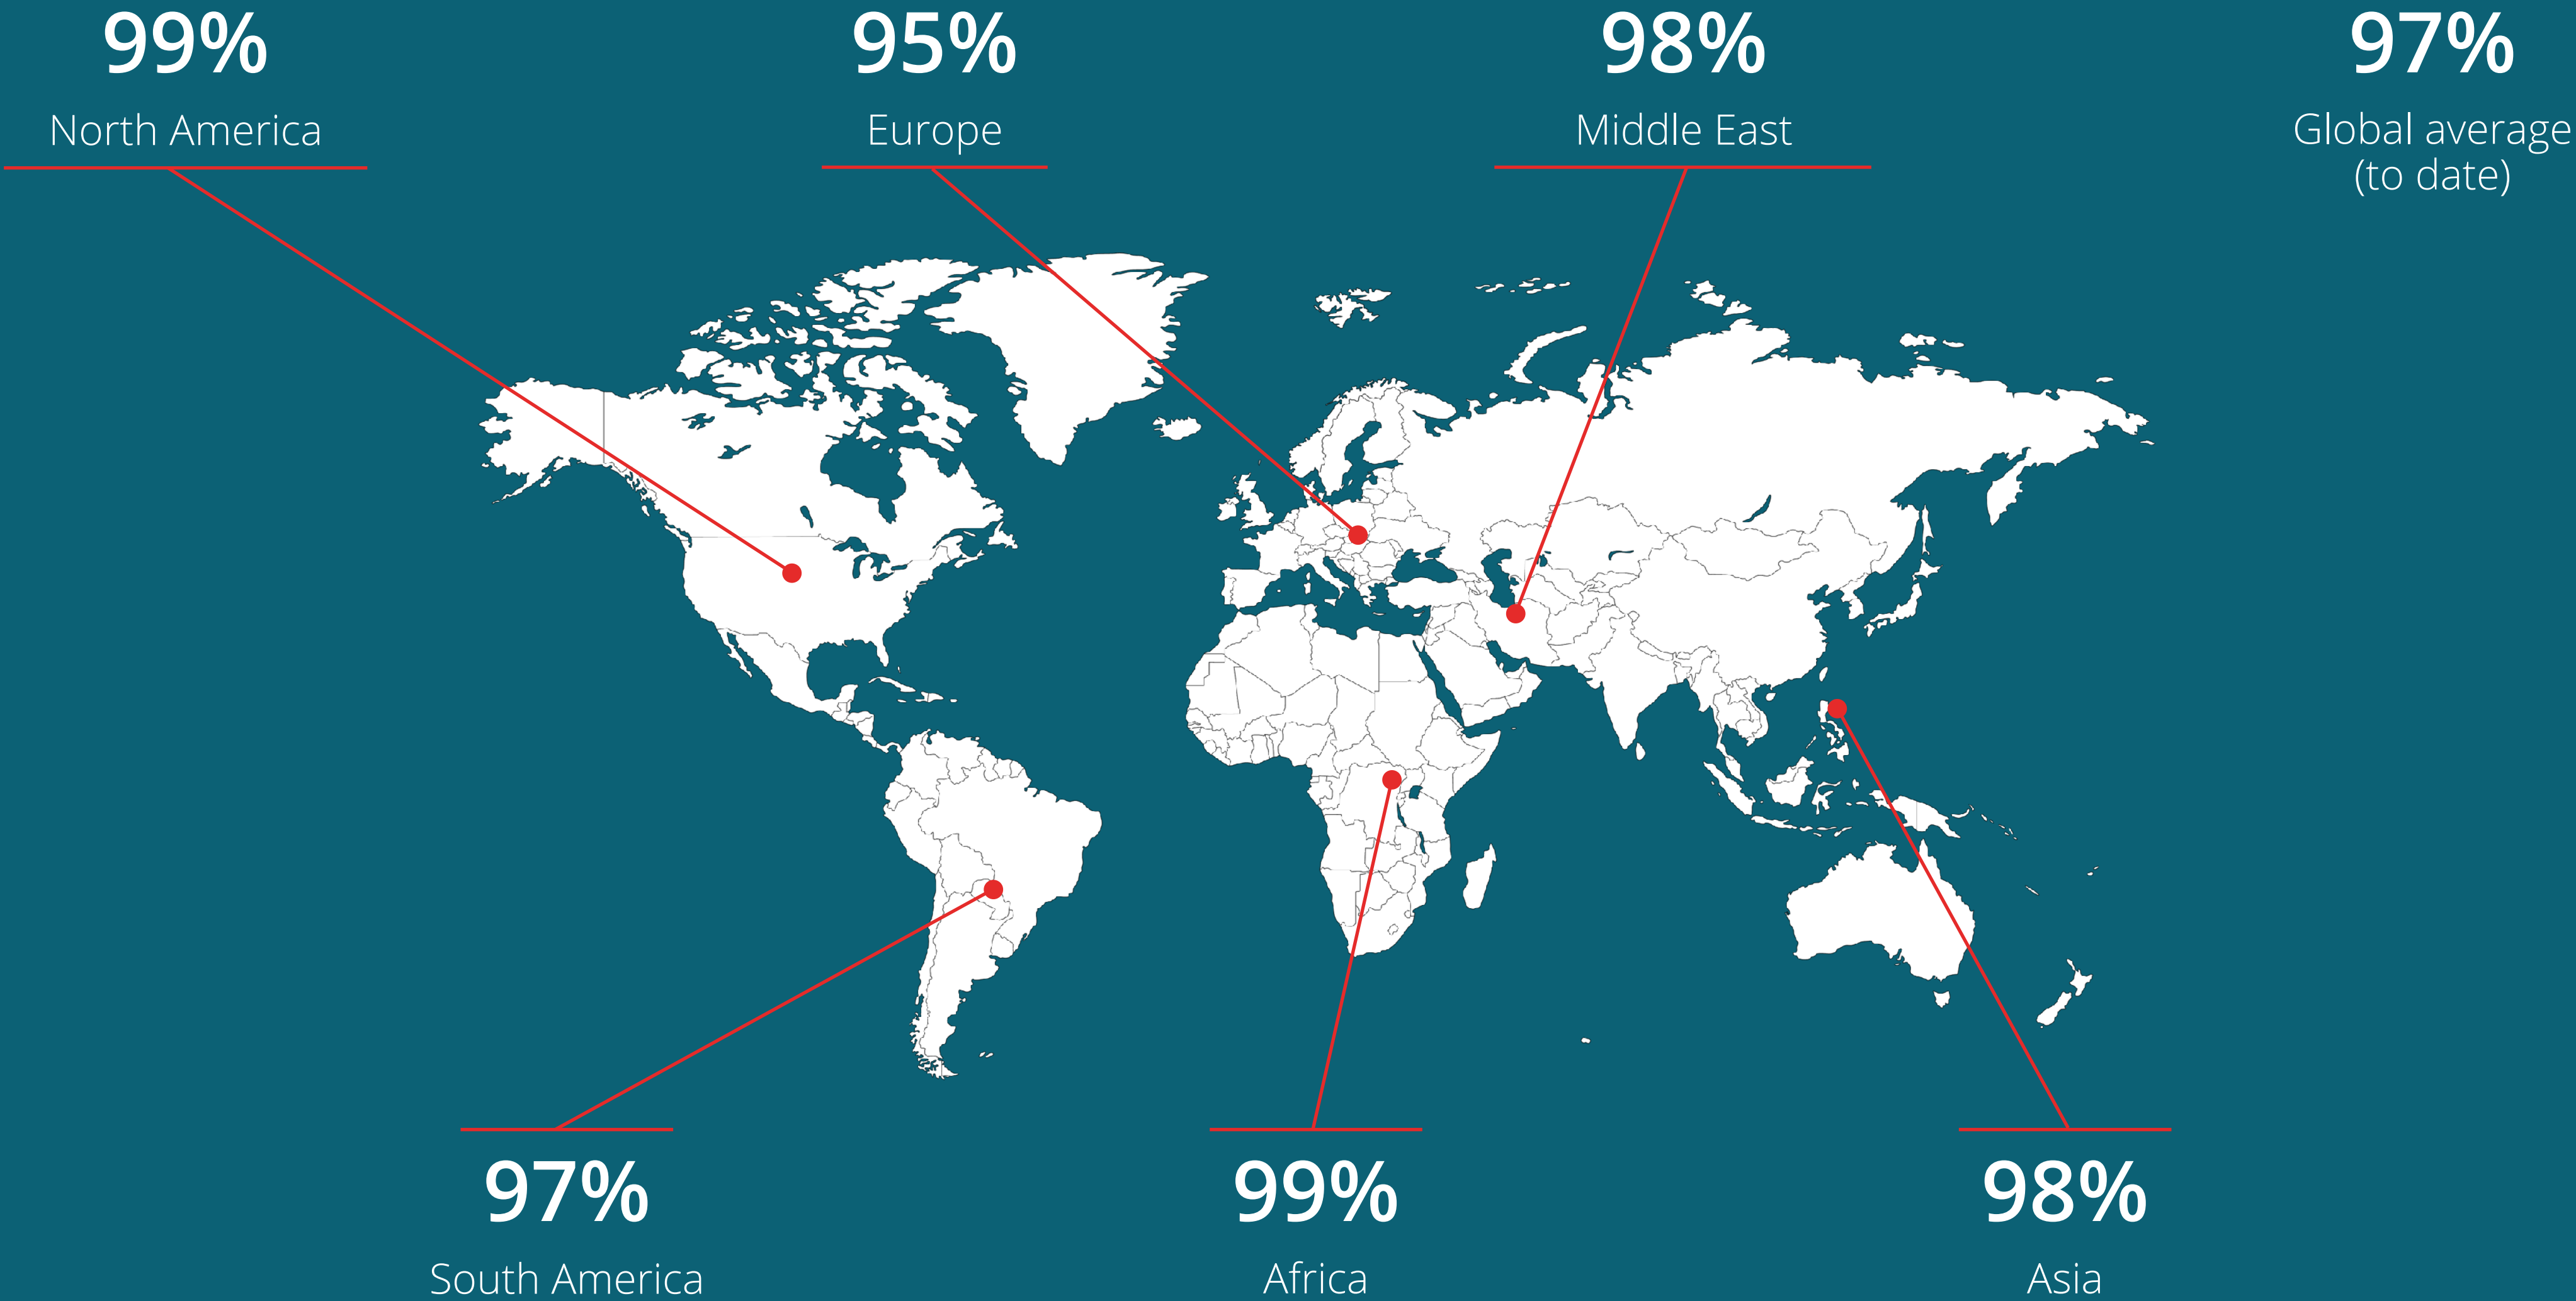 99%
North America
95%
Europe
98%
Middle East
97%
Global average
(to date)
97%
South America
99%
Africa
98%
Asia